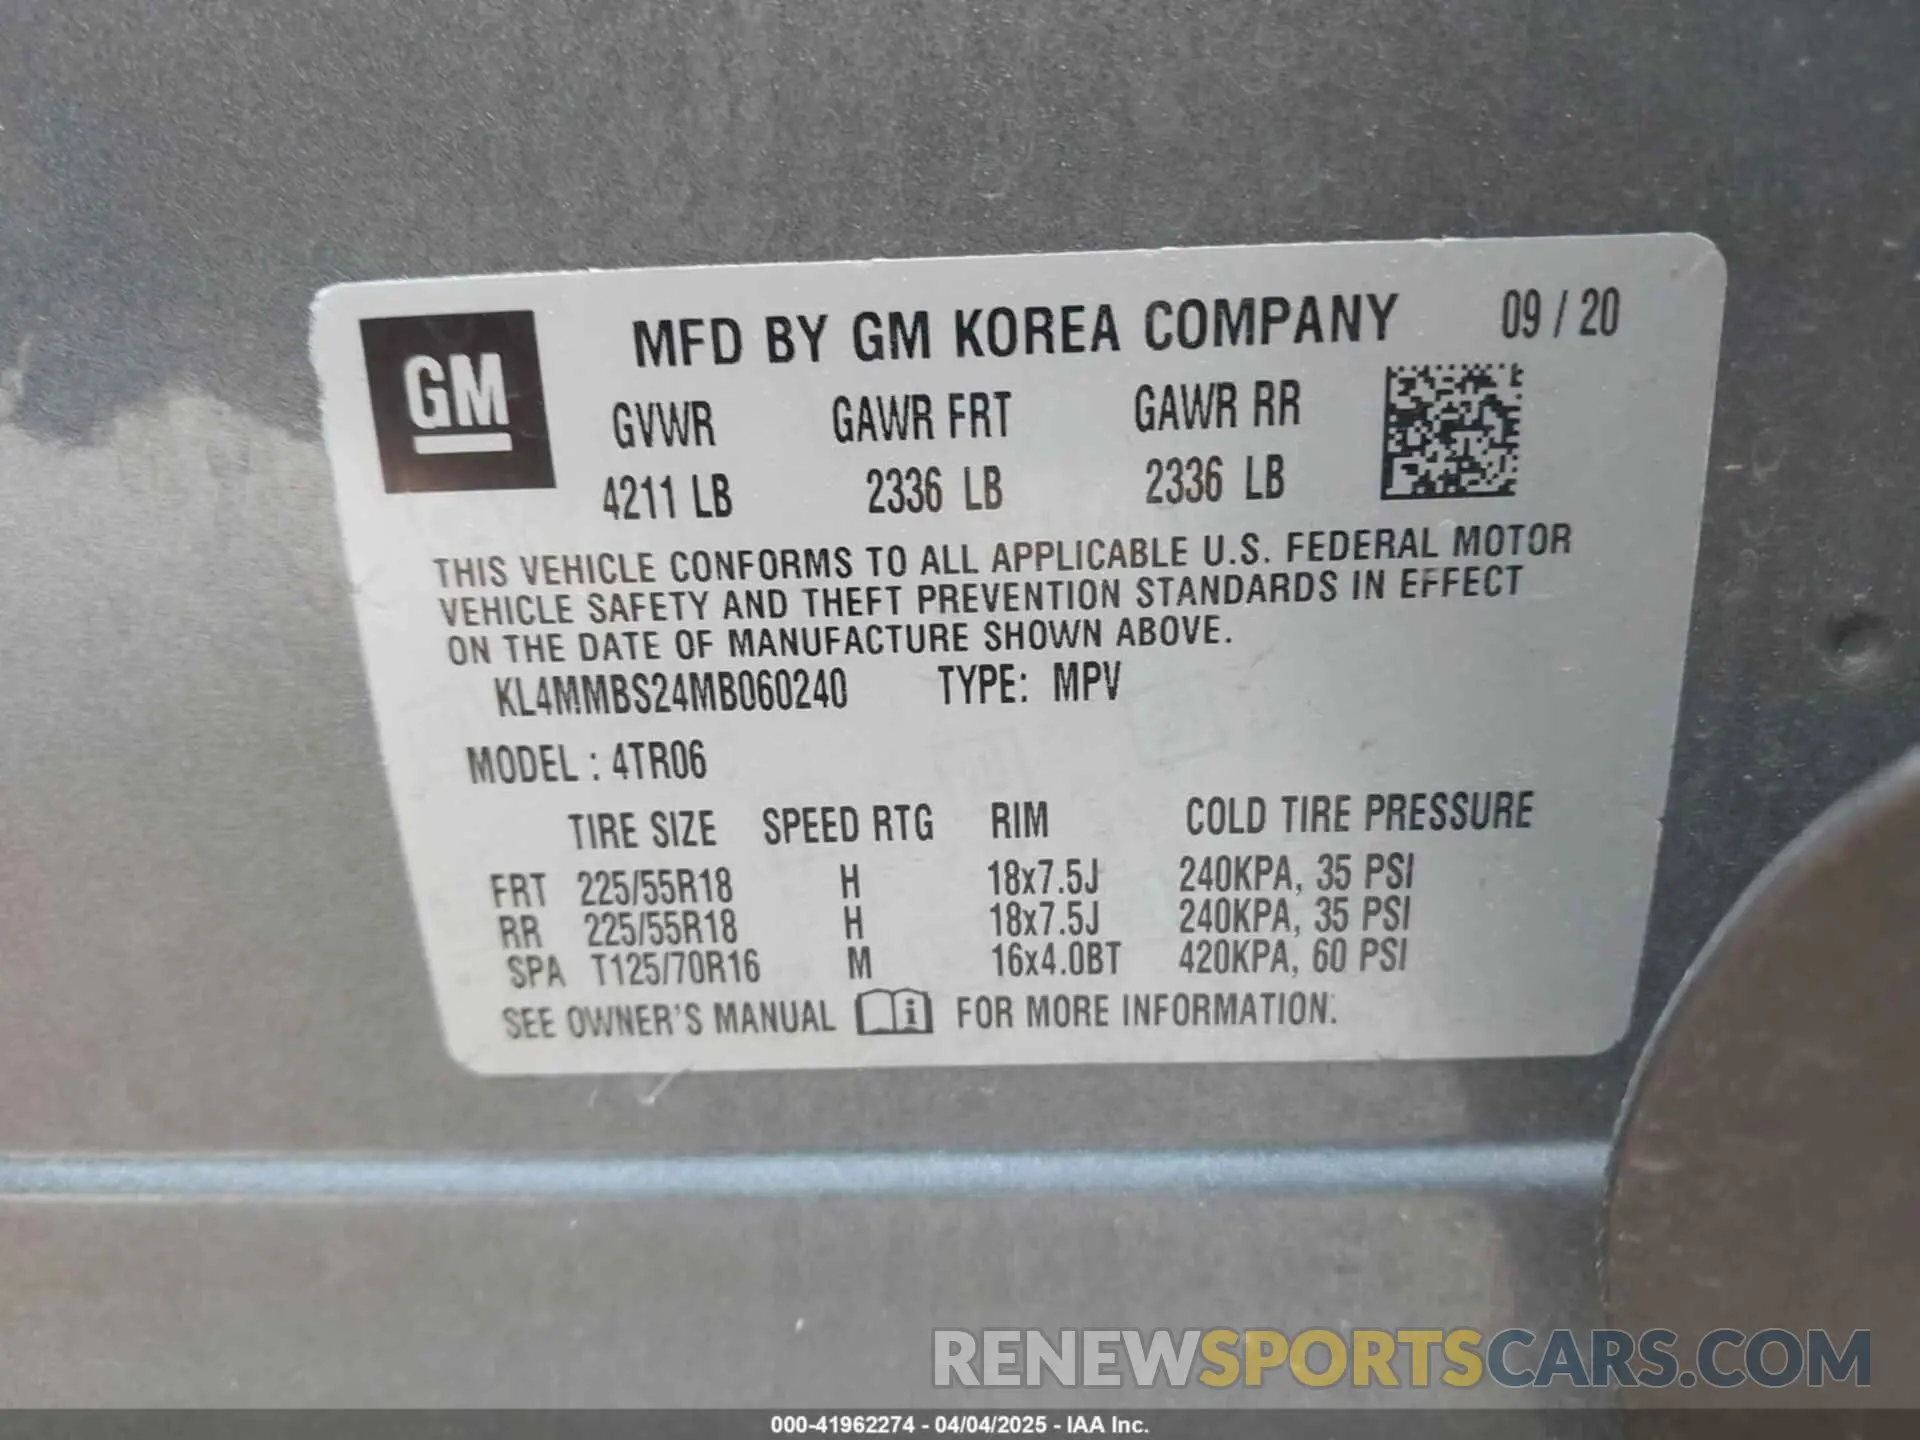 GM
MFD BY GM KOREA COMPANY 09 / 20
GVWR GAWR FRT GAWR RR
4211 LB 2336 LB 2336 LB
THIS VEHICLE CONFORMS TO ALL APPLICABLE U.S. FEDERAL MOTOR
VEHICLE SAFETY AND THEFT PREVENTION STANDARDS IN EFFECT
ON THE DATE OF MANUFACTURE SHOWN ABOVE.
KL4MMBS24MB060240 TYPE: MPV
MODEL : 4TR06
TIRE SIZE SPEED RTG RIM COLD TIRE PRESSURE
FRT 225/55R18 H 18x7.5J 240KPA, 35 PSI
RR 225/55R18 H 18x7.5J 240KPA, 35 PSI
SPA T125/70R16 M 16x4.0BT 420KPA, 60 PSI
SEE OWNER'S MANUAL i FOR MORE INFORMATION.
RENEWSPORTSCARS.COM
000-41962274 - 04/04/2025 - IAA Inc.